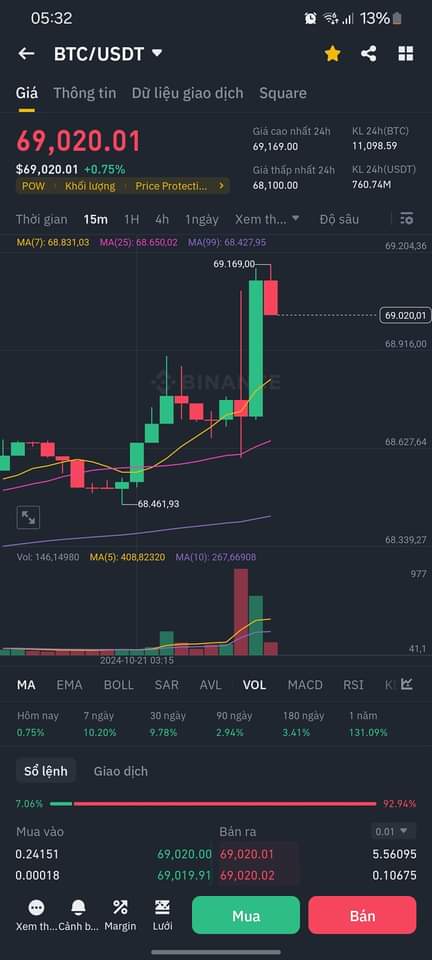 05:32
13%
BTC/USDT
Giá Thông tin Dữ liệu giao dịch Square
69,020.01
$69,020.01 +0.75%
POW Khối lượng Price Protecti...
Giá cao nhất 24h
69,169.00
KL 24h(BTC)
11,098.59
Giá thấp nhất 24h
68,100.00
KL 24h(USDT)
760.74M
Thời gian 15m 1H 4h 1ngày Xem th... Độ sâu
MA(7): 68.831,03 MA(25): 68.650,02 MA(99): 68.427,95
69.204,36
69.169,00
69.020,01
68.916,00
BINANCE
68.627,64
68.461,93
68.339,27
Vol: 146,14980 MA(5): 408,82320 MA(10): 267,66908
977
41,1
2024-10-21 03:15
MA EMA BOLL SAR AVL VOL MACD RSI
Hôm nay 7 ngày 30 ngày 90 ngày 180 ngày 1 năm
0.75% 10.20% 9.78% 2.94% 3.41% 131.09%
Sổ lệnh Giao dịch
7.06% 92.94%
Mua vào Bán ra 0.01
0.24151 69,020.00 69,020.01 5.56095
0.00018 69,019.91 69,020.02 0.10675
Xem th... Cảnh b... Margin Lưới
Mua Bán